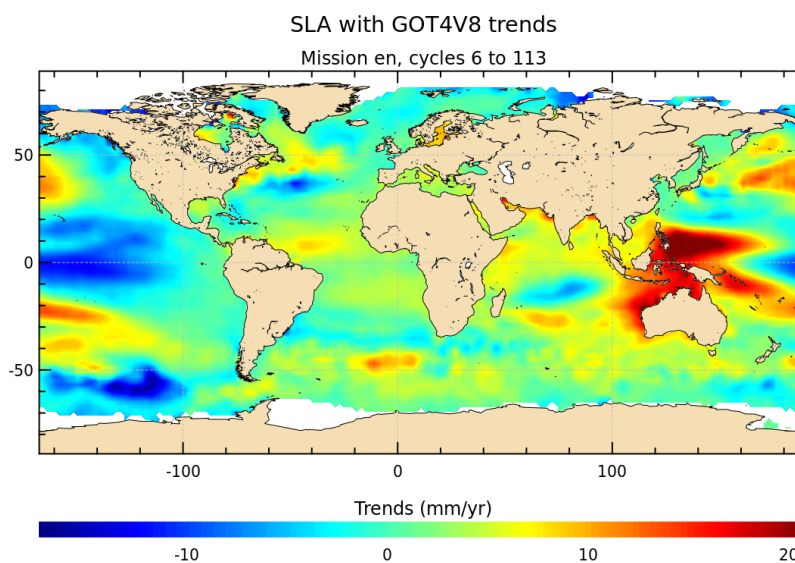 SLA with GOT4V8 trends
Mission en, cycles 6 to 113
50
0
-50
-100 0 100
Trends (mm/yr)
-10 0 10 20